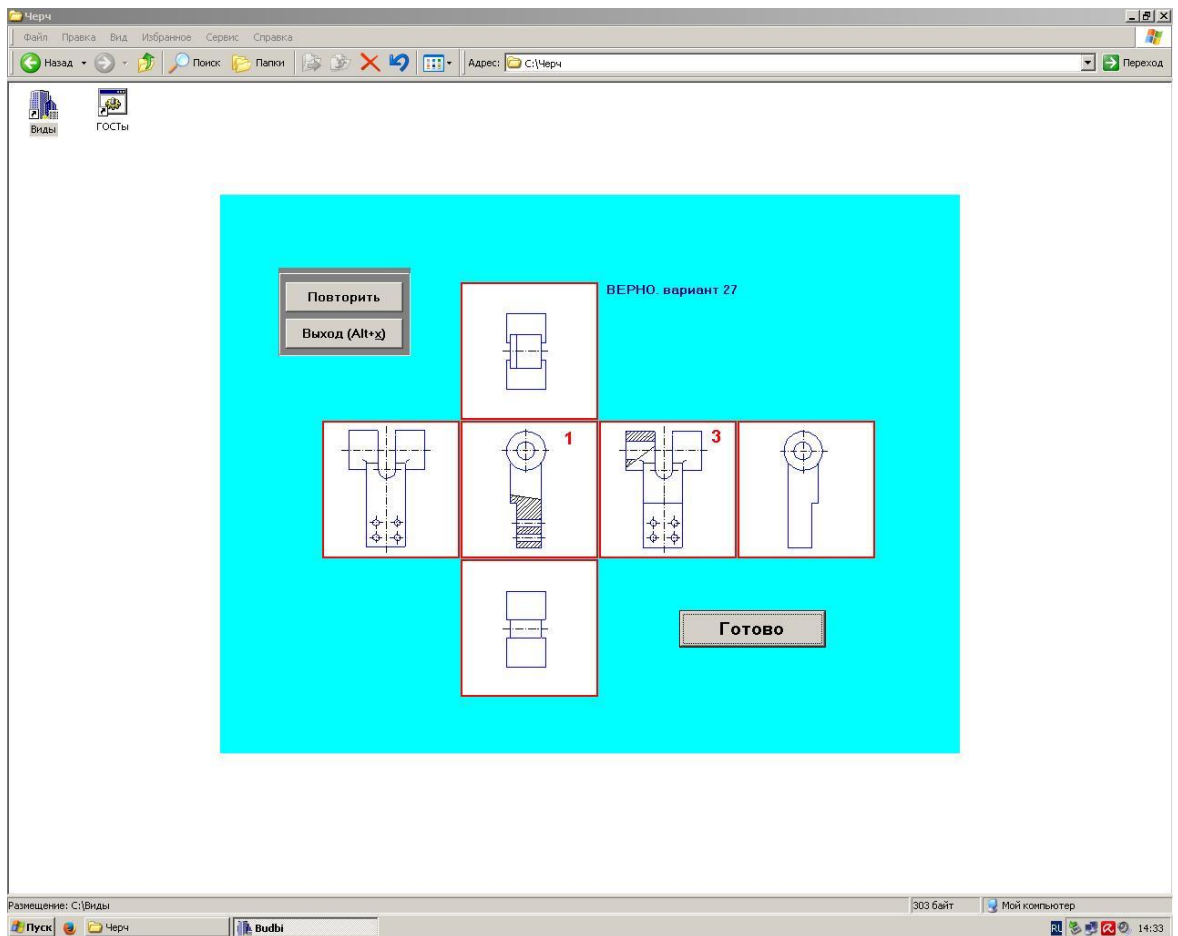 Черч
Файл Правка Вид Избранное Сервис Справка
Назад Поиск Папки Адрес: C:\Черч Переход
Виды ГОСТы
Повторить
Выход (Alt+x)
ВЕРНО. вариант 27
1
3
Готово
Размещение: C:\Виды 303 байт Мой компьютер
Пуск Черч Budbi RU 14:33